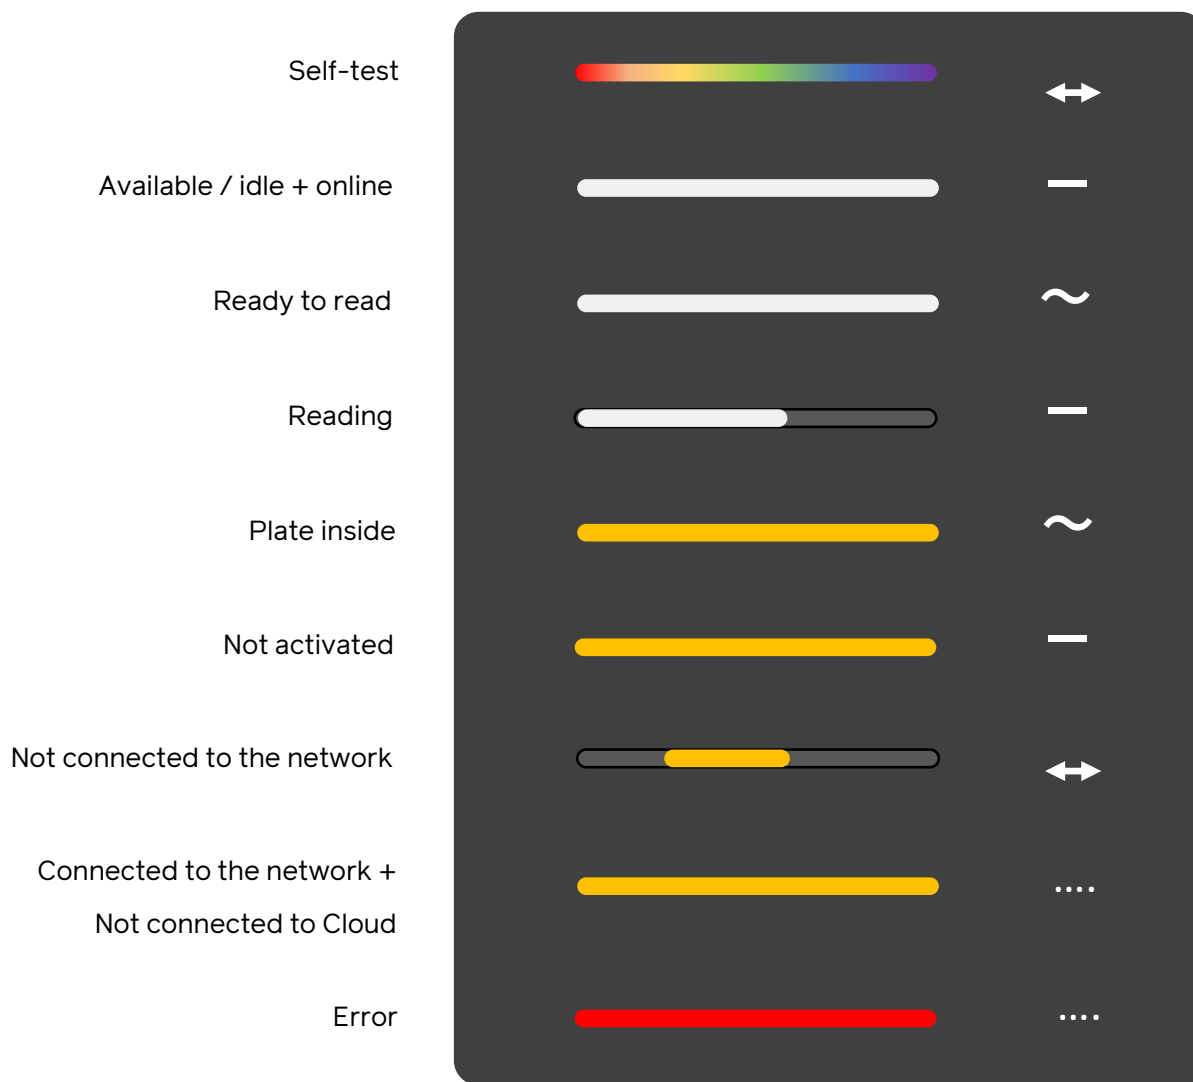 Self-test
Available / idle + online
Ready to read
Reading
Plate inside
Not activated
Not connected to the network
Connected to the network +
Not connected to Cloud
Error